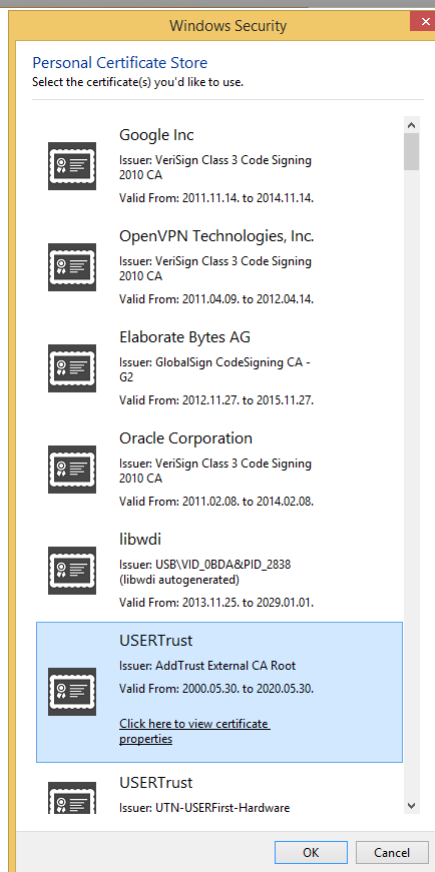 Windows Security
Personal Certificate Store
Select the certificate(s) you'd like to use.
Google Inc
Issuer: VeriSign Class 3 Code Signing
2010 CA
Valid From: 2011.11.14. to 2014.11.14.
OpenVPN Technologies, Inc.
Issuer: VeriSign Class 3 Code Signing
2010 CA
Valid From: 2011.04.09. to 2012.04.14.
Elaborate Bytes AG
Issuer: GlobalSign CodeSigning CA -
G2
Valid From: 2012.11.27. to 2015.11.27.
Oracle Corporation
Issuer: VeriSign Class 3 Code Signing
2010 CA
Valid From: 2011.02.08. to 2014.02.08.
libwdi
Issuer: USB\VID_0BDA&PID_2838
(libwdi autogenerated)
Valid From: 2013.11.25. to 2029.01.01.
USERTrust
Issuer: AddTrust External CA Root
Valid From: 2000.05.30. to 2020.05.30.
Click here to view certificate
properties
USERTrust
Issuer: UTN-USERFirst-Hardware
OK
Cancel